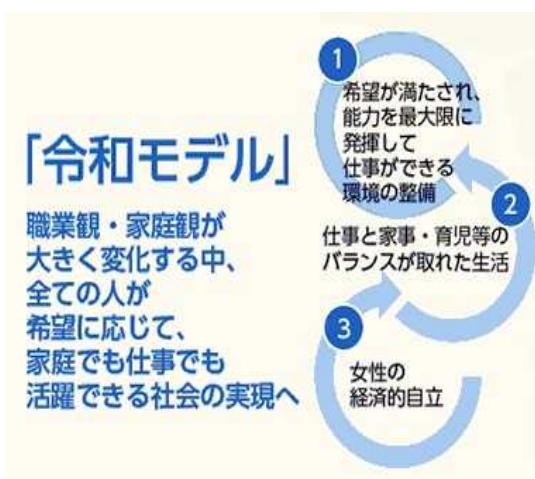 「令和モデル」
職業観・家庭観が
大きく変化する中、
全ての人が
希望に応じて、
家庭でも仕事でも
活躍できる社会の実現へ
1
希望が満たされ、
能力を最大限に
発揮して
仕事ができる
環境の整備
2
仕事と家事・育児等の
バランスが取れた生活
3
女性の
経済的自立